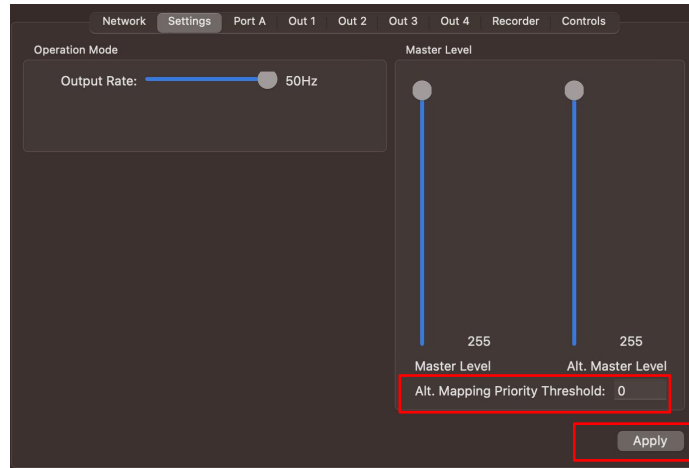 Network Settings Port A Out 1 Out 2 Out 3 Out 4 Recorder Controls
Operation Mode
Output Rate: 50Hz
Master Level
255 255
Master Level Alt. Master Level
Alt. Mapping Priority Threshold: 0
Apply